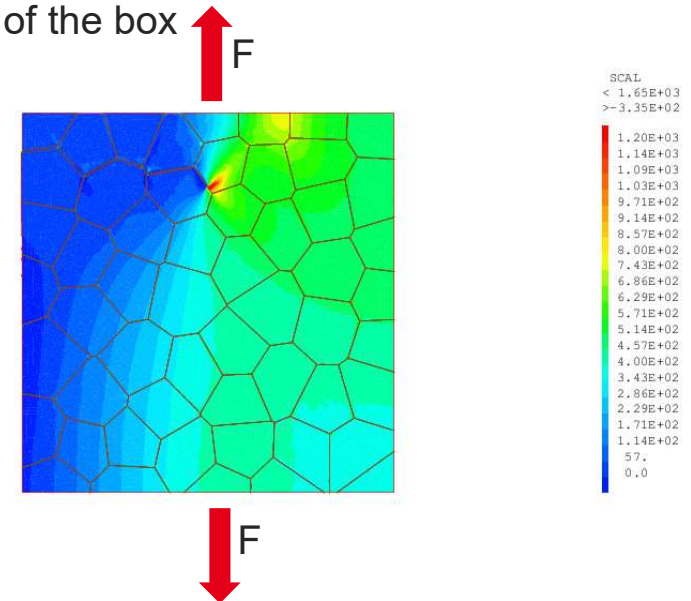 of the box
F
SCAL
< 1.65E+03
>-3.35E+02
1.20E+03
1.14E+03
1.09E+03
1.03E+03
9.71E+02
9.14E+02
8.57E+02
8.00E+02
7.43E+02
6.86E+02
6.29E+02
5.71E+02
5.14E+02
4.57E+02
4.00E+02
3.43E+02
2.86E+02
2.29E+02
1.71E+02
1.14E+02
57.
0.0
F